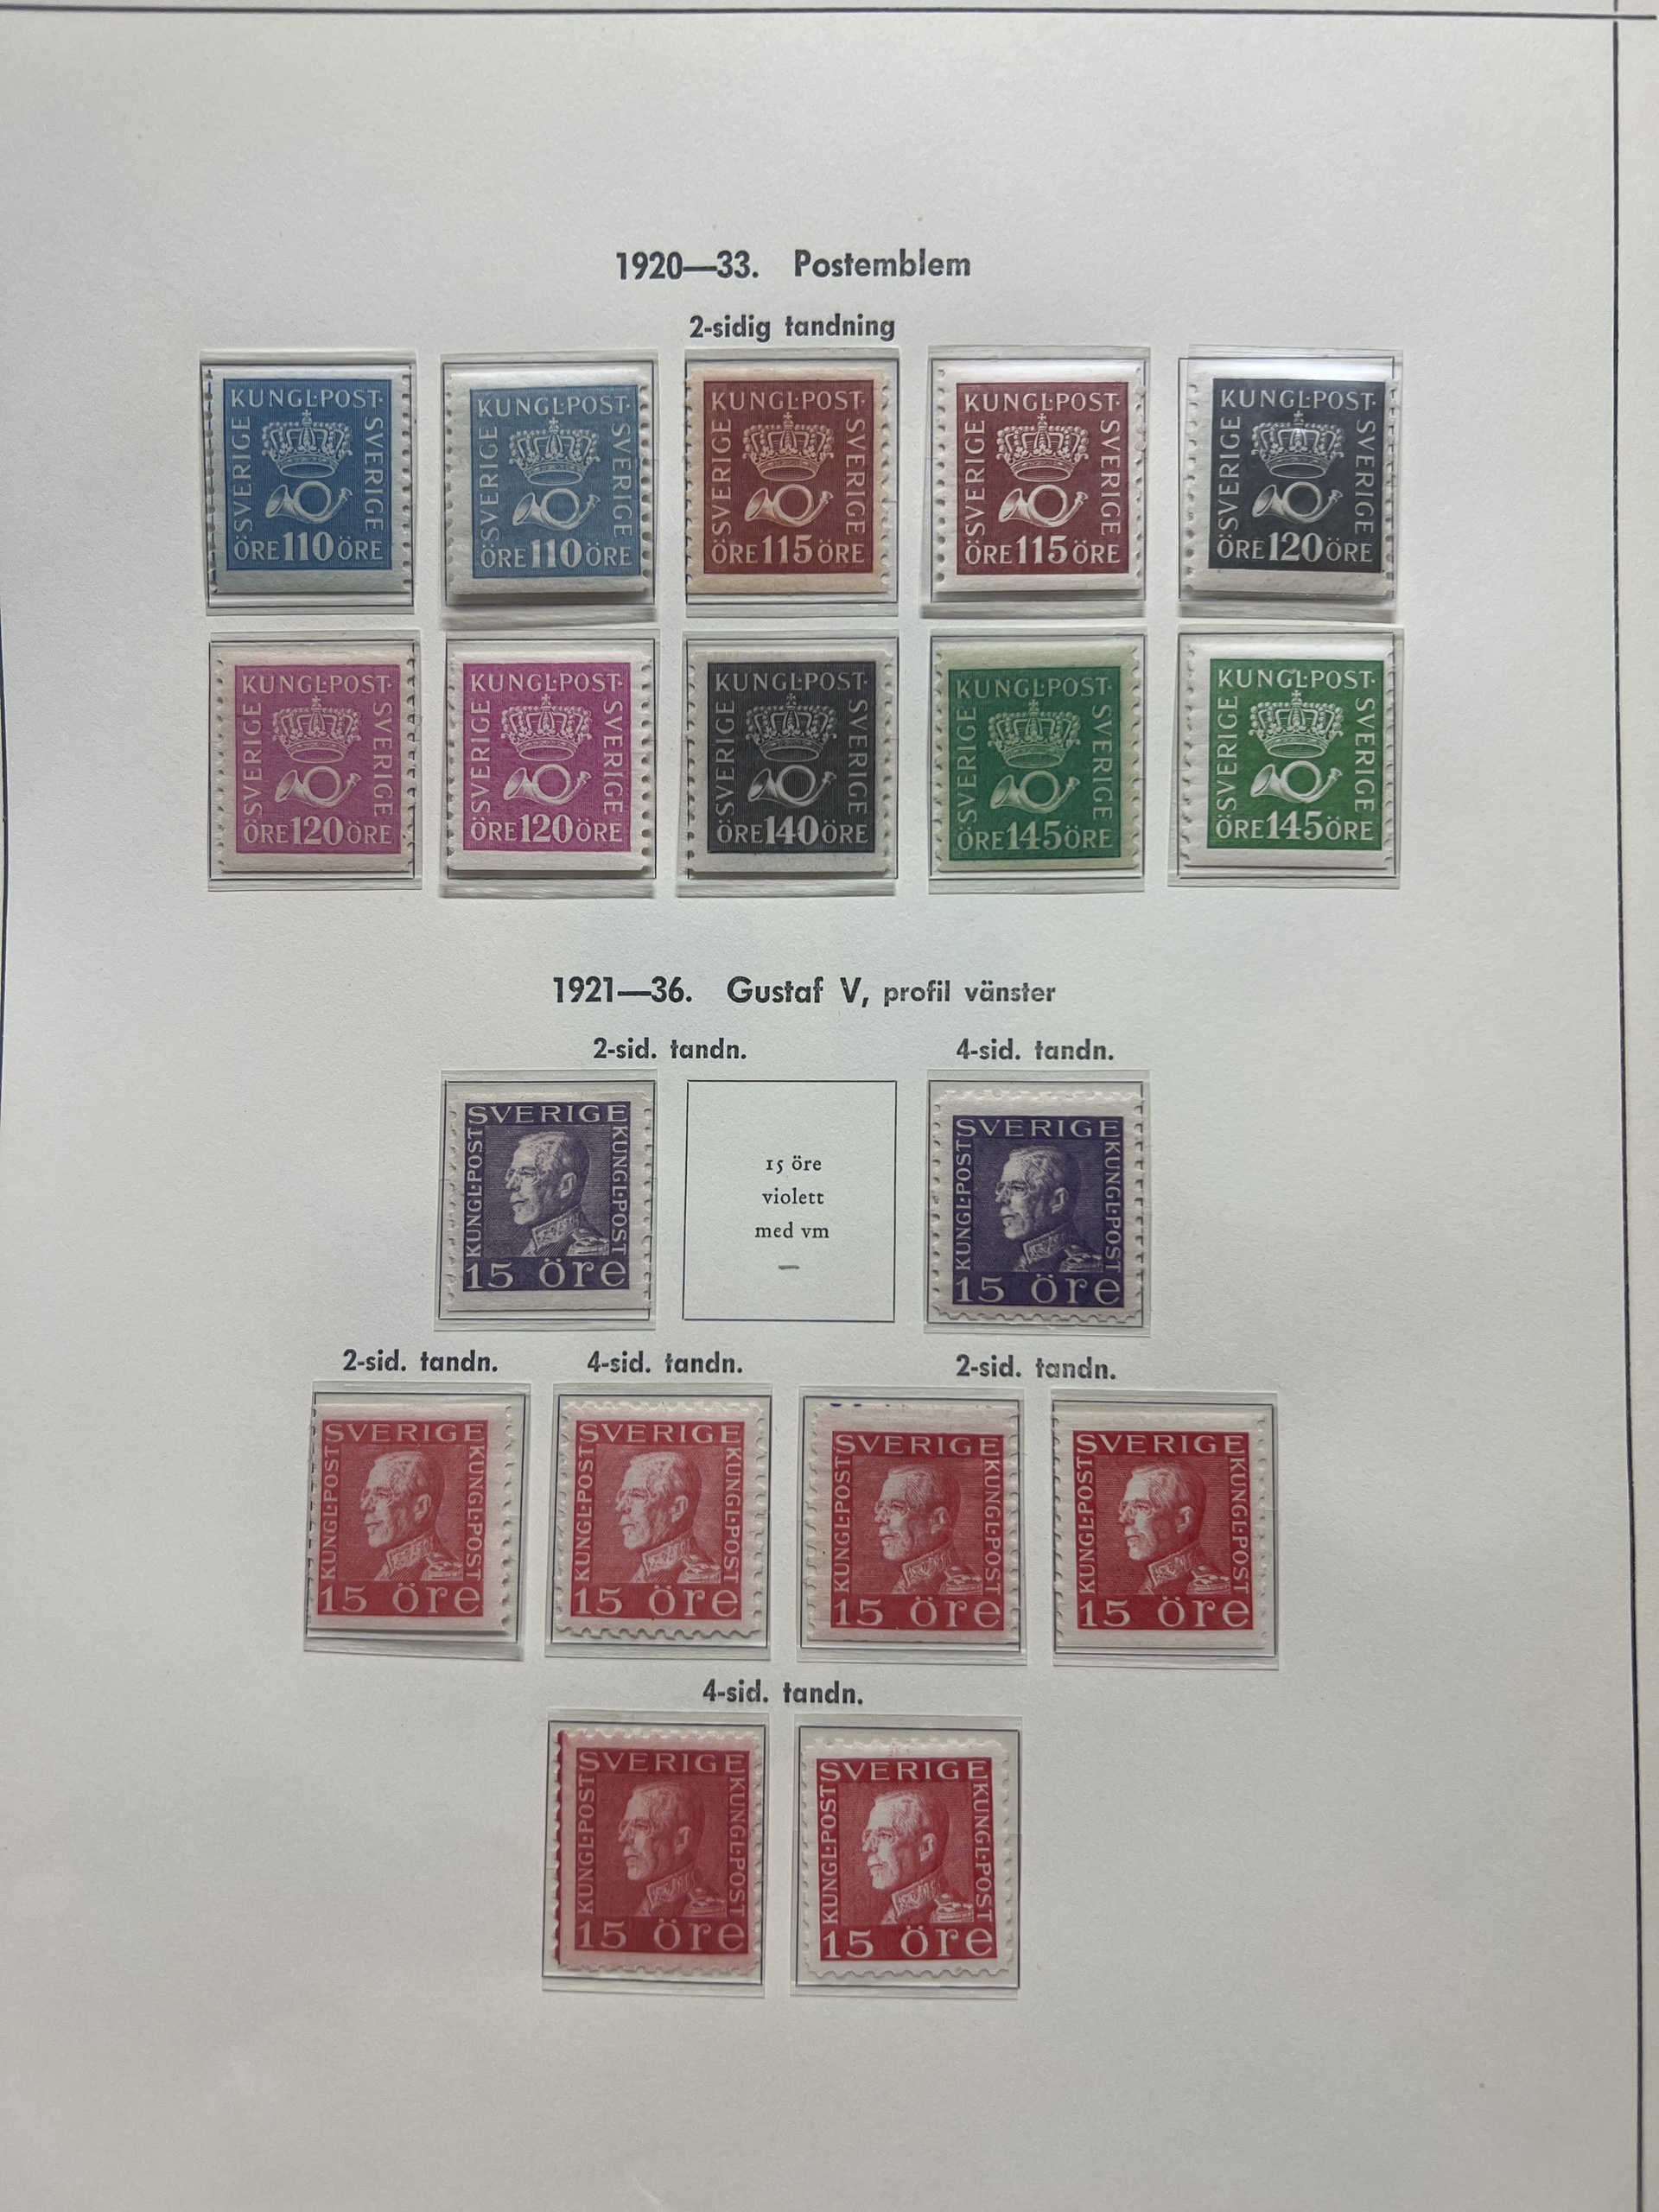 1920—33. Postemblem
2-sidig tandning
KUNGL·POST· SVERIGE SVERIGE ÖRE 110 ÖRE
KUNGL·POST· SVERIGE SVERIGE ÖRE 110 ÖRE
KUNGL·POST· SVERIGE SVERIGE ÖRE 115 ÖRE
KUNGL·POST· SVERIGE SVERIGE ÖRE 115 ÖRE
KUNGL·POST· SVERIGE SVERIGE ÖRE 120 ÖRE
KUNGL·POST· SVERIGE SVERIGE ÖRE 120 ÖRE
KUNGL·POST· SVERIGE SVERIGE ÖRE 120 ÖRE
KUNGL·POST· SVERIGE SVERIGE ÖRE 140 ÖRE
KUNGL·POST· SVERIGE SVERIGE ÖRE 145 ÖRE
KUNGL·POST· SVERIGE SVERIGE ÖRE 145 ÖRE
1921—36. Gustaf V, profil vänster
2-sid. tandn.
4-sid. tandn.
SVERIGE
KUNGL·POST KUNGL·POST
15 öre
15 öre
violett
med vm
SVERIGE
KUNGL·POST KUNGL·POST
15 öre
2-sid. tandn.
4-sid. tandn.
2-sid. tandn.
SVERIGE
KUNGL·POST KUNGL·POST
15 öre
SVERIGE
KUNGL·POST KUNGL·POST
15 öre
SVERIGE
KUNGL·POST KUNGL·POST
15 öre
SVERIGE
KUNGL·POST KUNGL·POST
15 öre
4-sid. tandn.
SVERIGE
KUNGL·POST KUNGL·POST
15 öre
SVERIGE
KUNGL·POST KUNGL·POST
15 öre